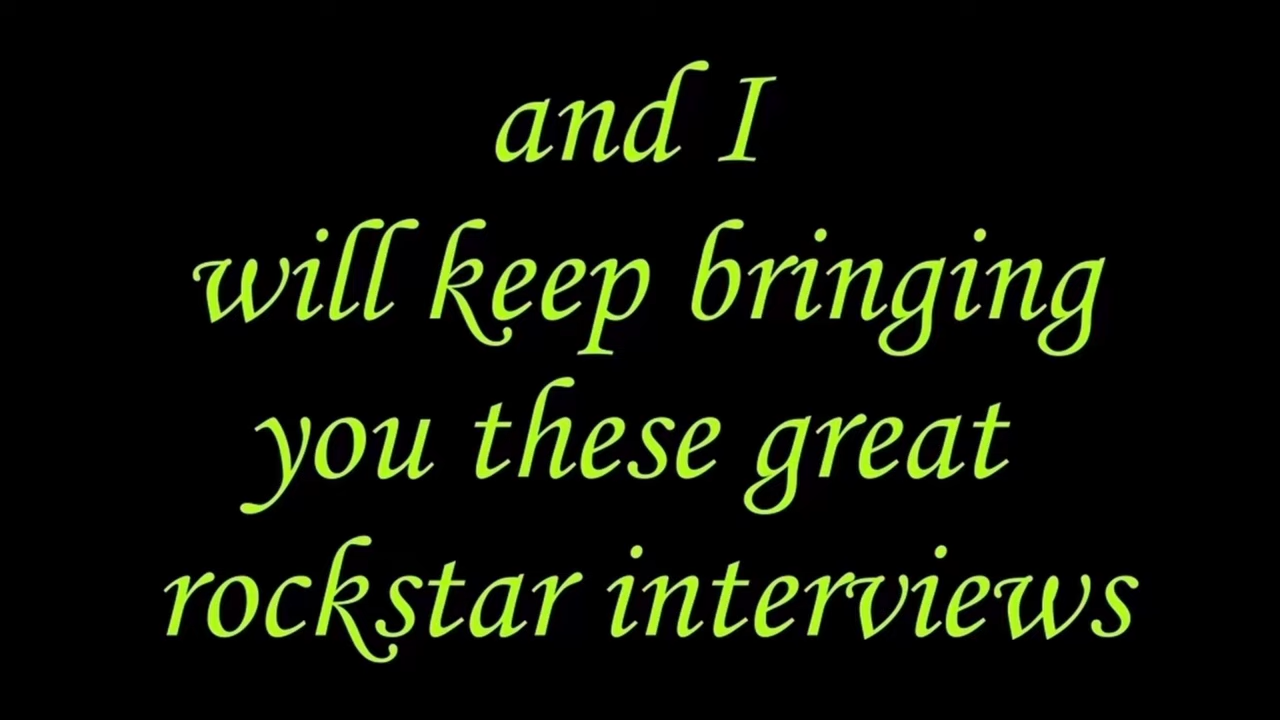 and I
will keep bringing
you these great
rockstar interviews